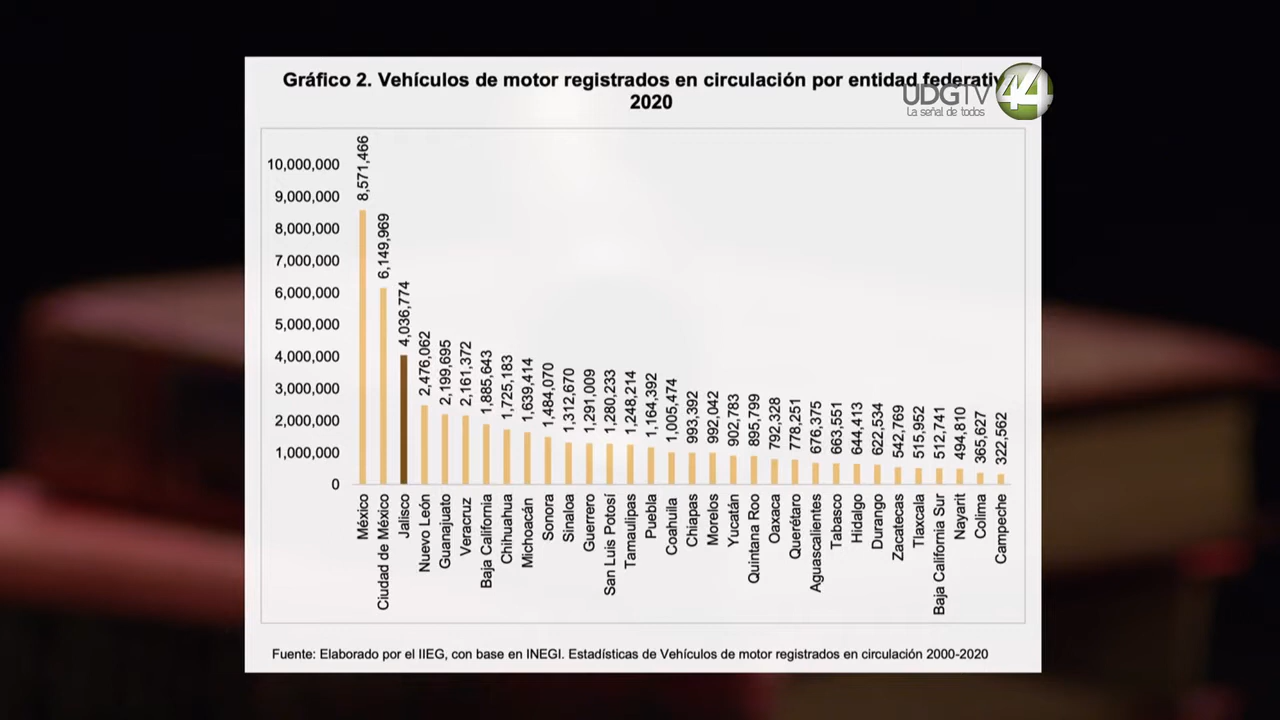 Gráfico 2. Vehículos de motor registrados en circulación por entidad
2020
UDGTV 44
La señal de todos
10,000,000
9,000,000
8,000,000
7,000,000
6,000,000
5,000,000
4,000,000
3,000,000
2,000,000
1,000,000
0
8,571,466
6,149,969
4,036,774
2,476,062
2,199,695
2,161,372
1,885,643
1,725,183
1,639,414
1,484,070
1,312,670
1,291,009
1,280,233
1,248,214
1,164,392
1,005,474
993,392
992,042
902,783
895,799
792,328
778,251
676,375
663,551
644,413
622,534
542,769
515,952
512,741
494,810
365,627
322,562
México
Ciudad de México
Jalisco
Nuevo León
Guanajuato
Veracruz
Baja California
Chihuahua
Michoacán
Sonora
Sinaloa
Guerrero
San Luis Potosí
Tamaulipas
Puebla
Coahuila
Chiapas
Morelos
Yucatán
Quintana Roo
Oaxaca
Querétaro
Aguascalientes
Tabasco
Hidalgo
Durango
Zacatecas
Tlaxcala
Baja California Sur
Nayarit
Colima
Campeche
Fuente: Elaborado por el IIEG, con base en INEGI. Estadísticas de Vehículos de motor registrados en circulación 2000-2020